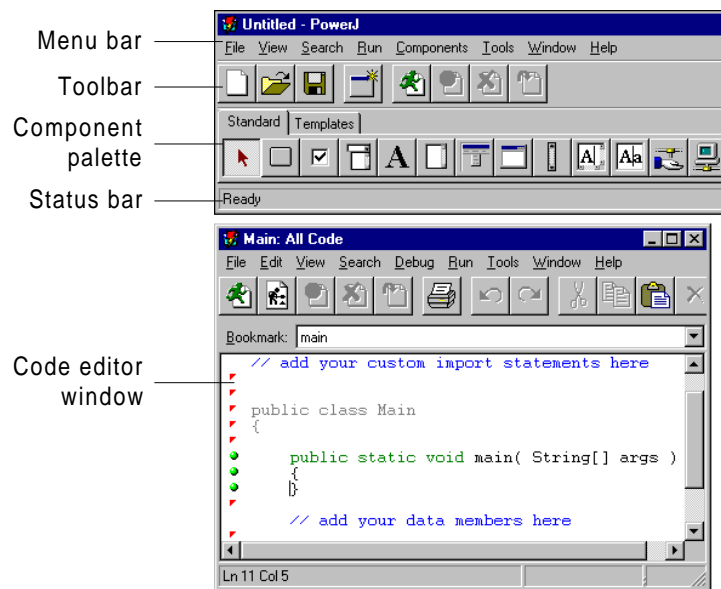 Untitled - PowerJ
Menu bar
File View Search Run Components Tools Window Help
Toolbar
Component
palette
Standard Templates
A A Aa
Status bar
Ready
Main: All Code
File Edit View Search Debug Run Tools Window Help
Bookmark: main
Code editor
window
// add your custom import statements here
public class Main
{
public static void main( String[] args )
{
}
// add your data members here
Ln 11 Col 5